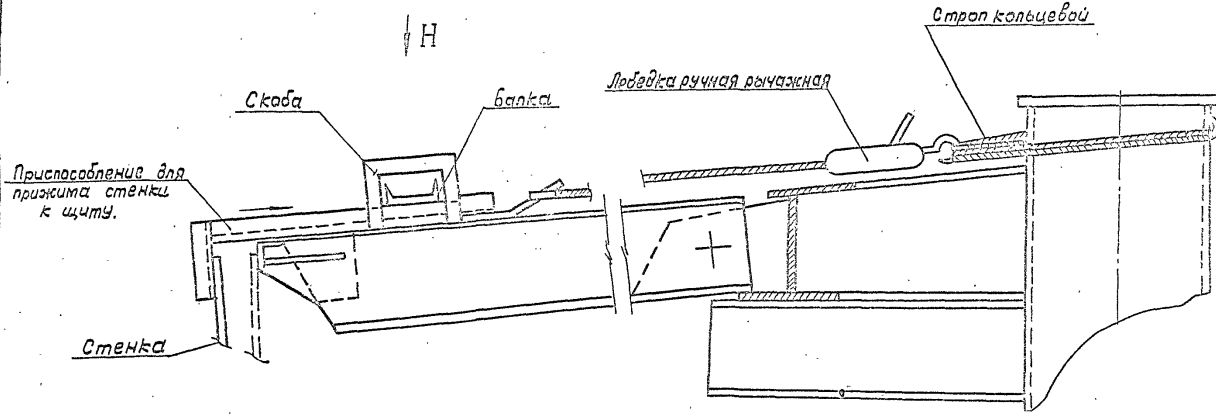 Строп кольцевой
Н
Лебедка ручная рычажная
Скоба
Балка
Приспособление для
прижима стенки
к щиту.
Стенка